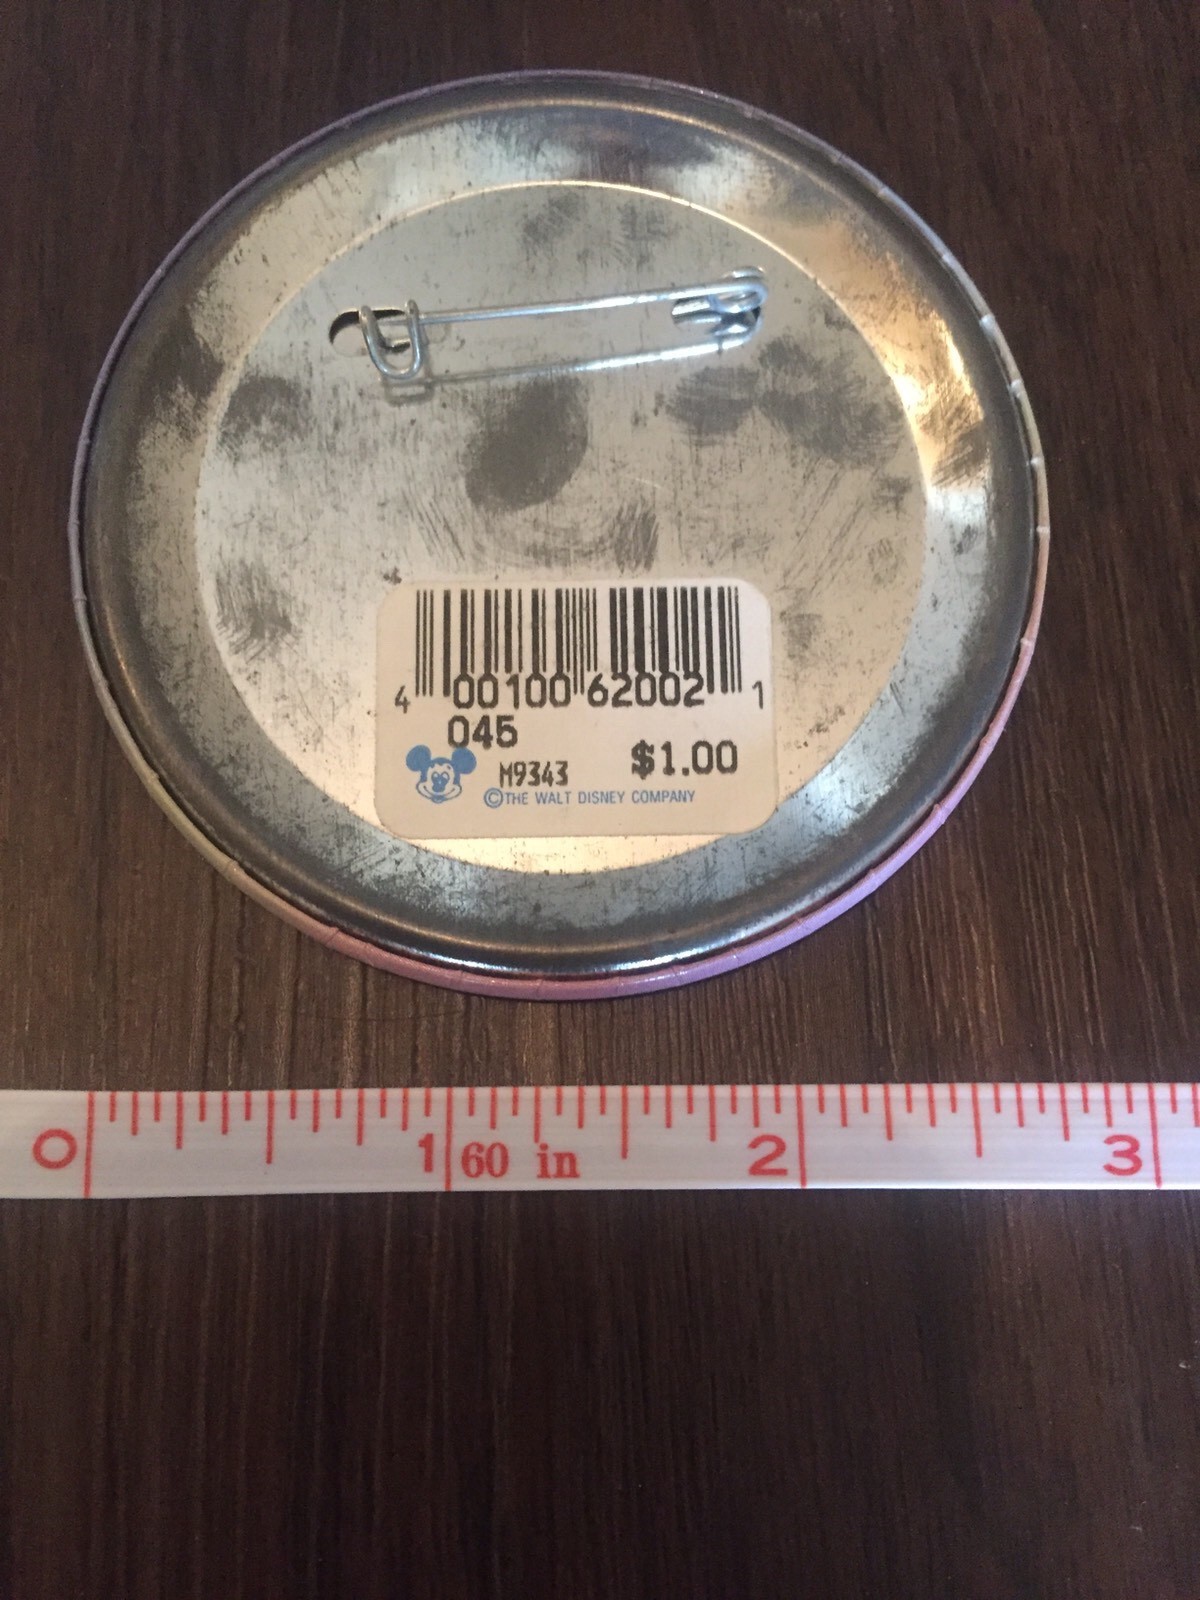 4 00100 62002 1
045
M9343 $1.00
©THE WALT DISNEY COMPANY
0 1 60 in 2 3